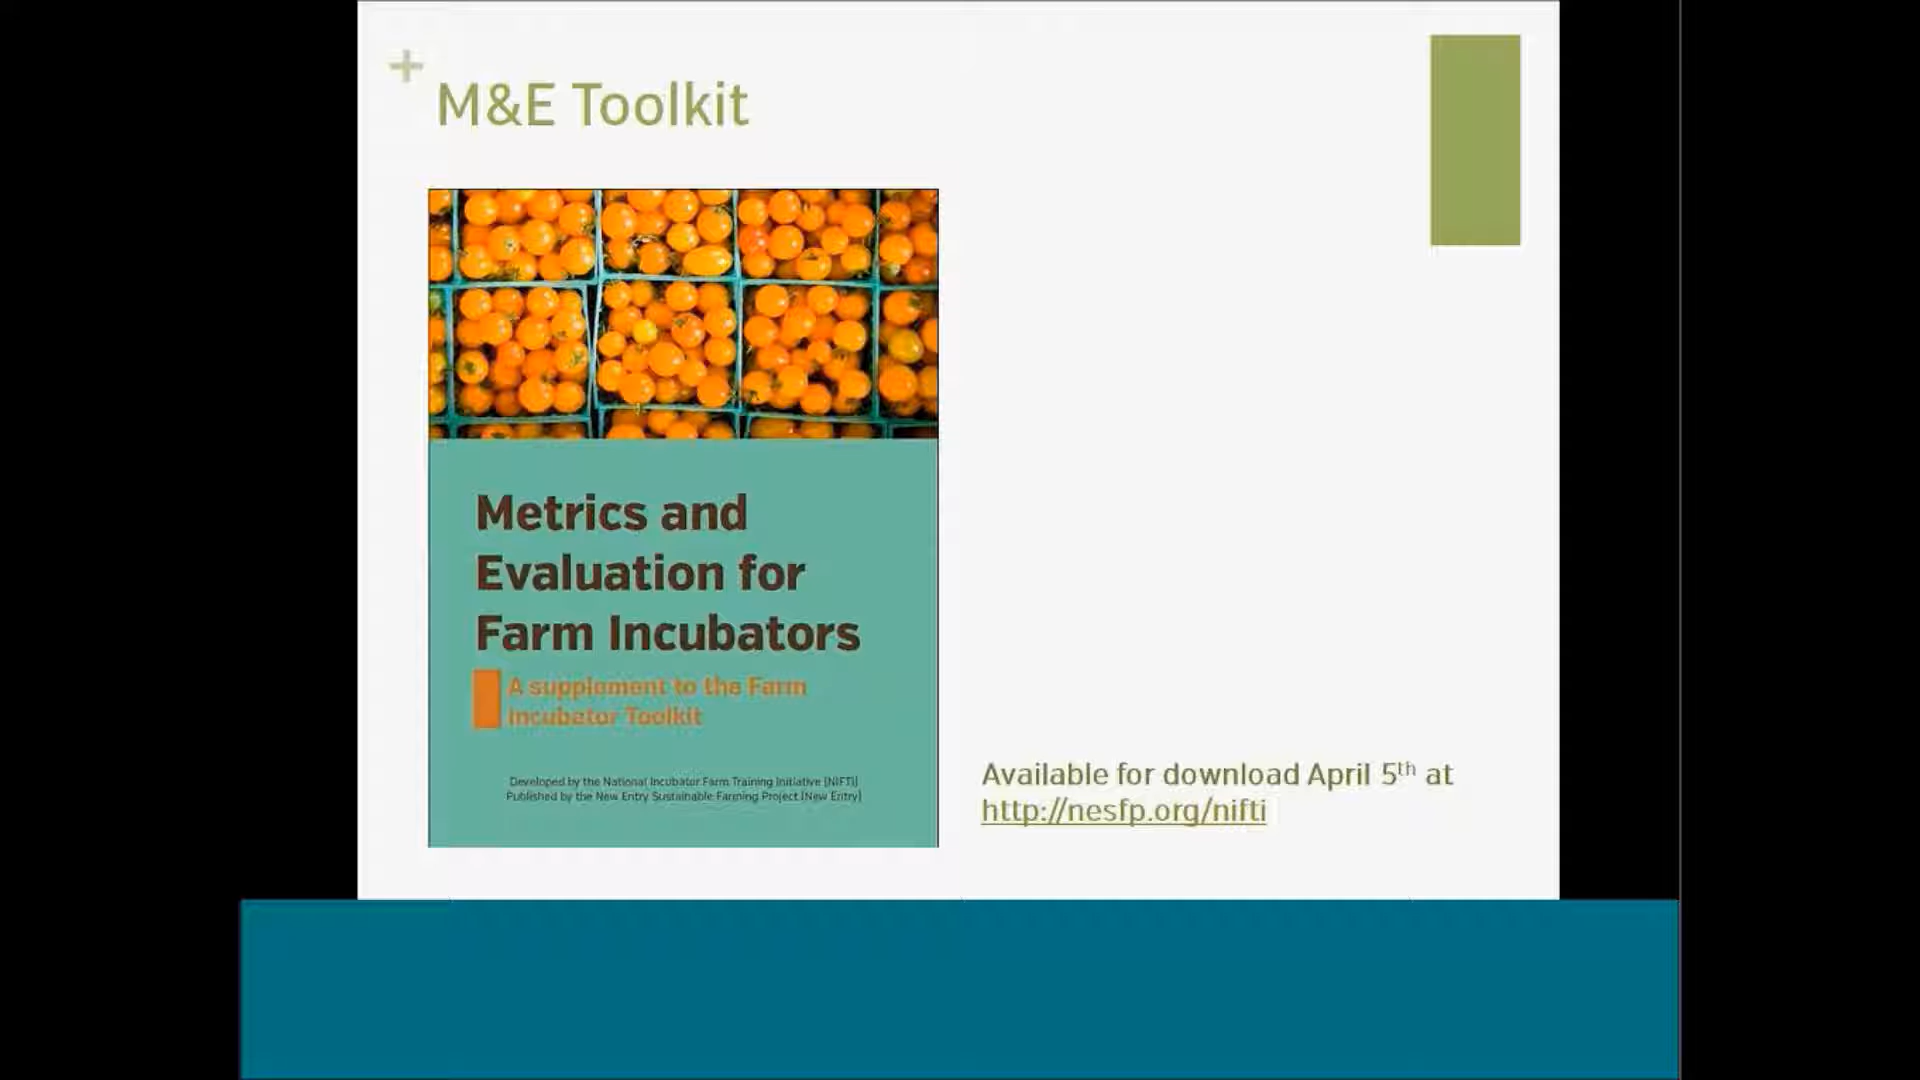 +
M&E Toolkit
Metrics and
Evaluation for
Farm Incubators
A supplement to the Farm
Incubator Toolkit
Developed by the National Incubator Farm Training Initiative (NIFTI)
Published by the New Entry Sustainable Farming Project (New Entry)
Available for download April 5th at
http://nesfp.org/nifti